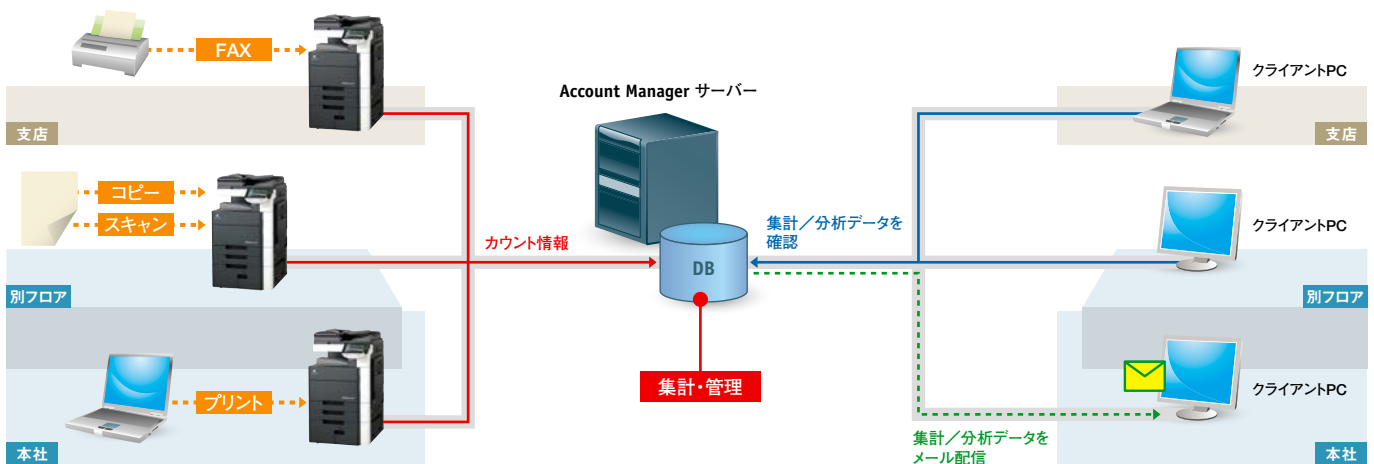 FAX
支店
コピー
スキャン
別フロア
プリント
本社
カウント情報
Account Manager サーバー
DB
集計・管理
集計／分析データを
確認
集計／分析データを
メール配信
クライアントPC
支店
クライアントPC
別フロア
クライアントPC
本社